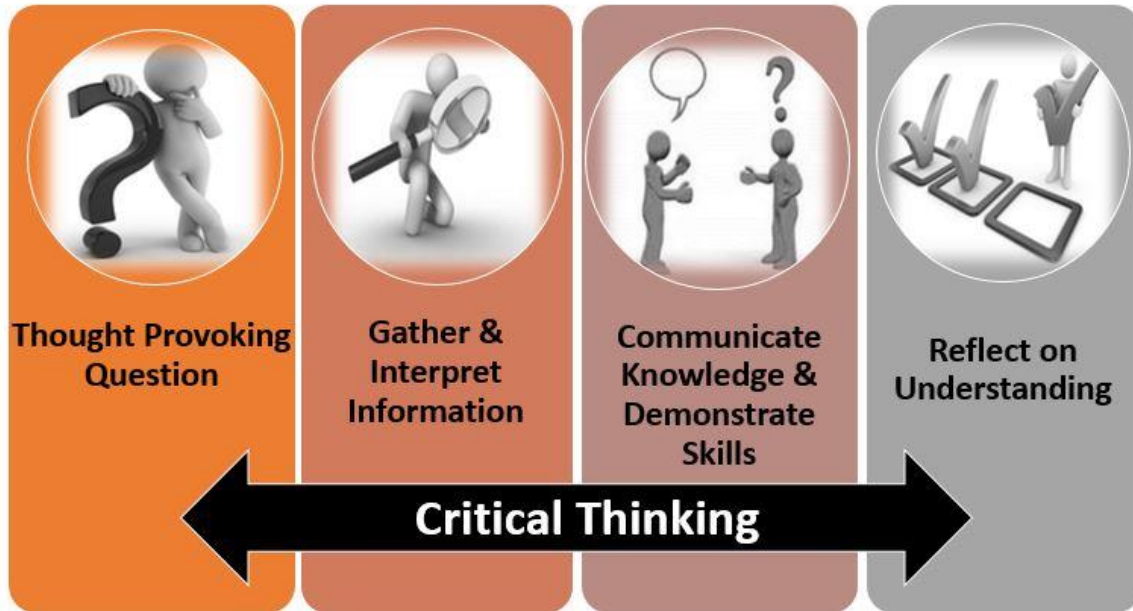 Thought Provoking
Question
Gather &
Interpret
Information
Communicate
Knowledge &
Demonstrate
Skills
Reflect on
Understanding
Critical Thinking